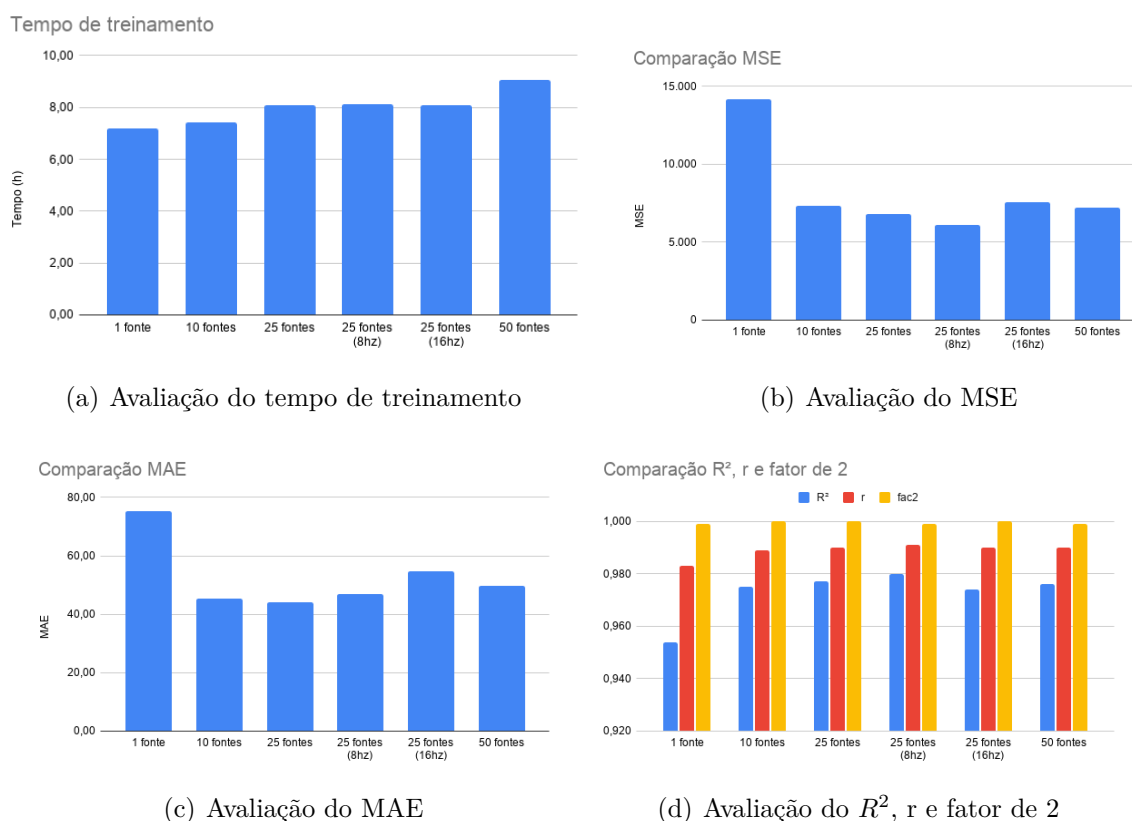 Tempo de treinamento
10,00
8,00
6,00
4,00
2,00
0,00
Tempo (h)
1 fonte
10 fontes
25 fontes
25 fontes
(8hz)
25 fontes
(16hz)
50 fontes
(a) Avaliação do tempo de treinamento
Comparação MSE
15.000
10.000
5.000
0
MSE
1 fonte
10 fontes
25 fontes
25 fontes
(8hz)
25 fontes
(16hz)
50 fontes
(b) Avaliação do MSE
Comparação MAE
80,00
60,00
40,00
20,00
0,00
MAE
1 fonte
10 fontes
25 fontes
25 fontes
(8hz)
25 fontes
(16hz)
50 fontes
(c) Avaliação do MAE
Comparação R², r e fator de 2
R² r fac2
1,000
0,980
0,960
0,940
0,920
1 fonte
10 fontes
25 fontes
25 fontes
(8hz)
25 fontes
(16hz)
50 fontes
(d) Avaliação do R², r e fator de 2